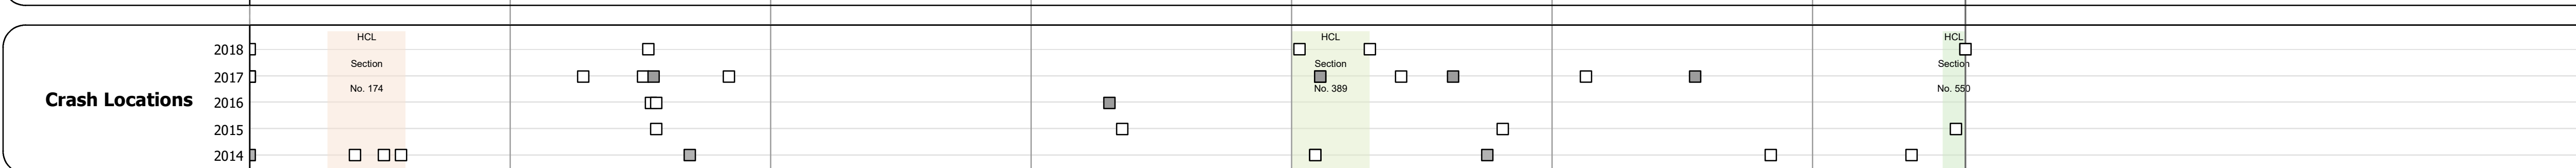 HCL HCL HCL
2018
Section Section Section
2017
No. 174 No. 389 No. 550
Crash Locations
2016
2015
2014